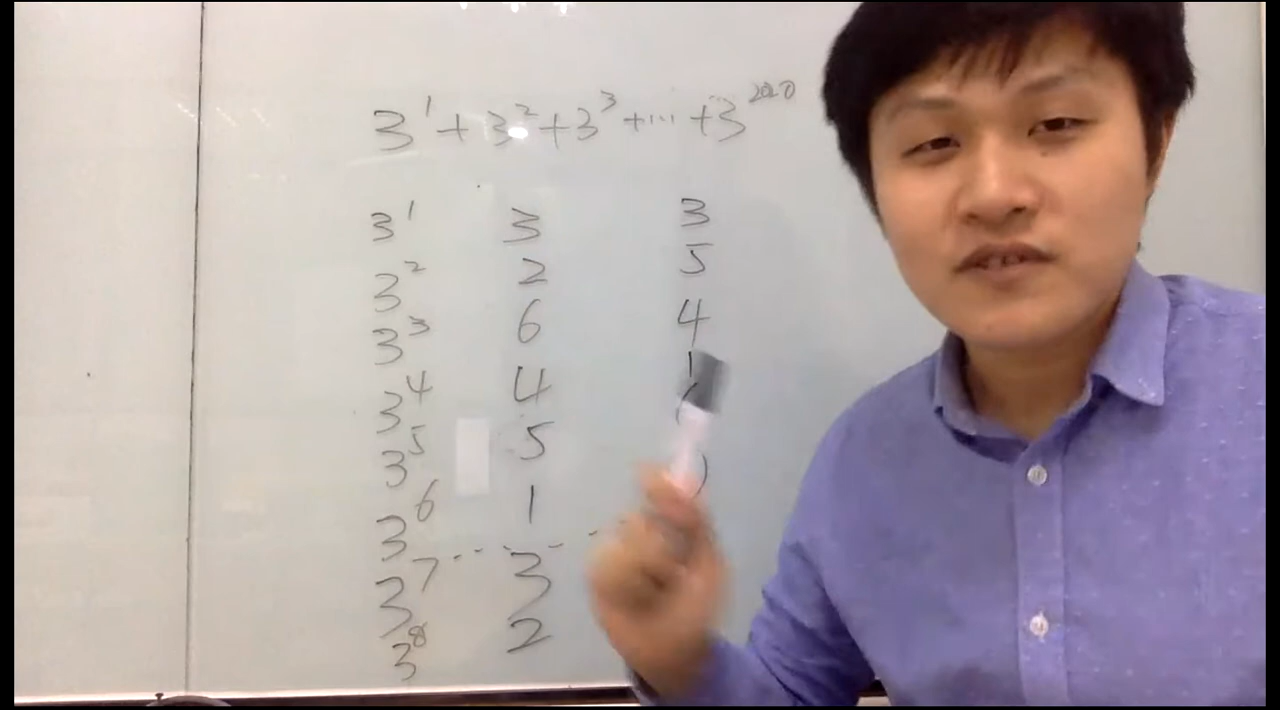 3¹ + 3² + 3³ + ... + 3²⁰²⁰
3¹ 3 3
3² 2 5
3³ 6 4
3⁴ 4 1
3⁵ 5
3⁶ 1
3⁷ 3
3⁸ 2